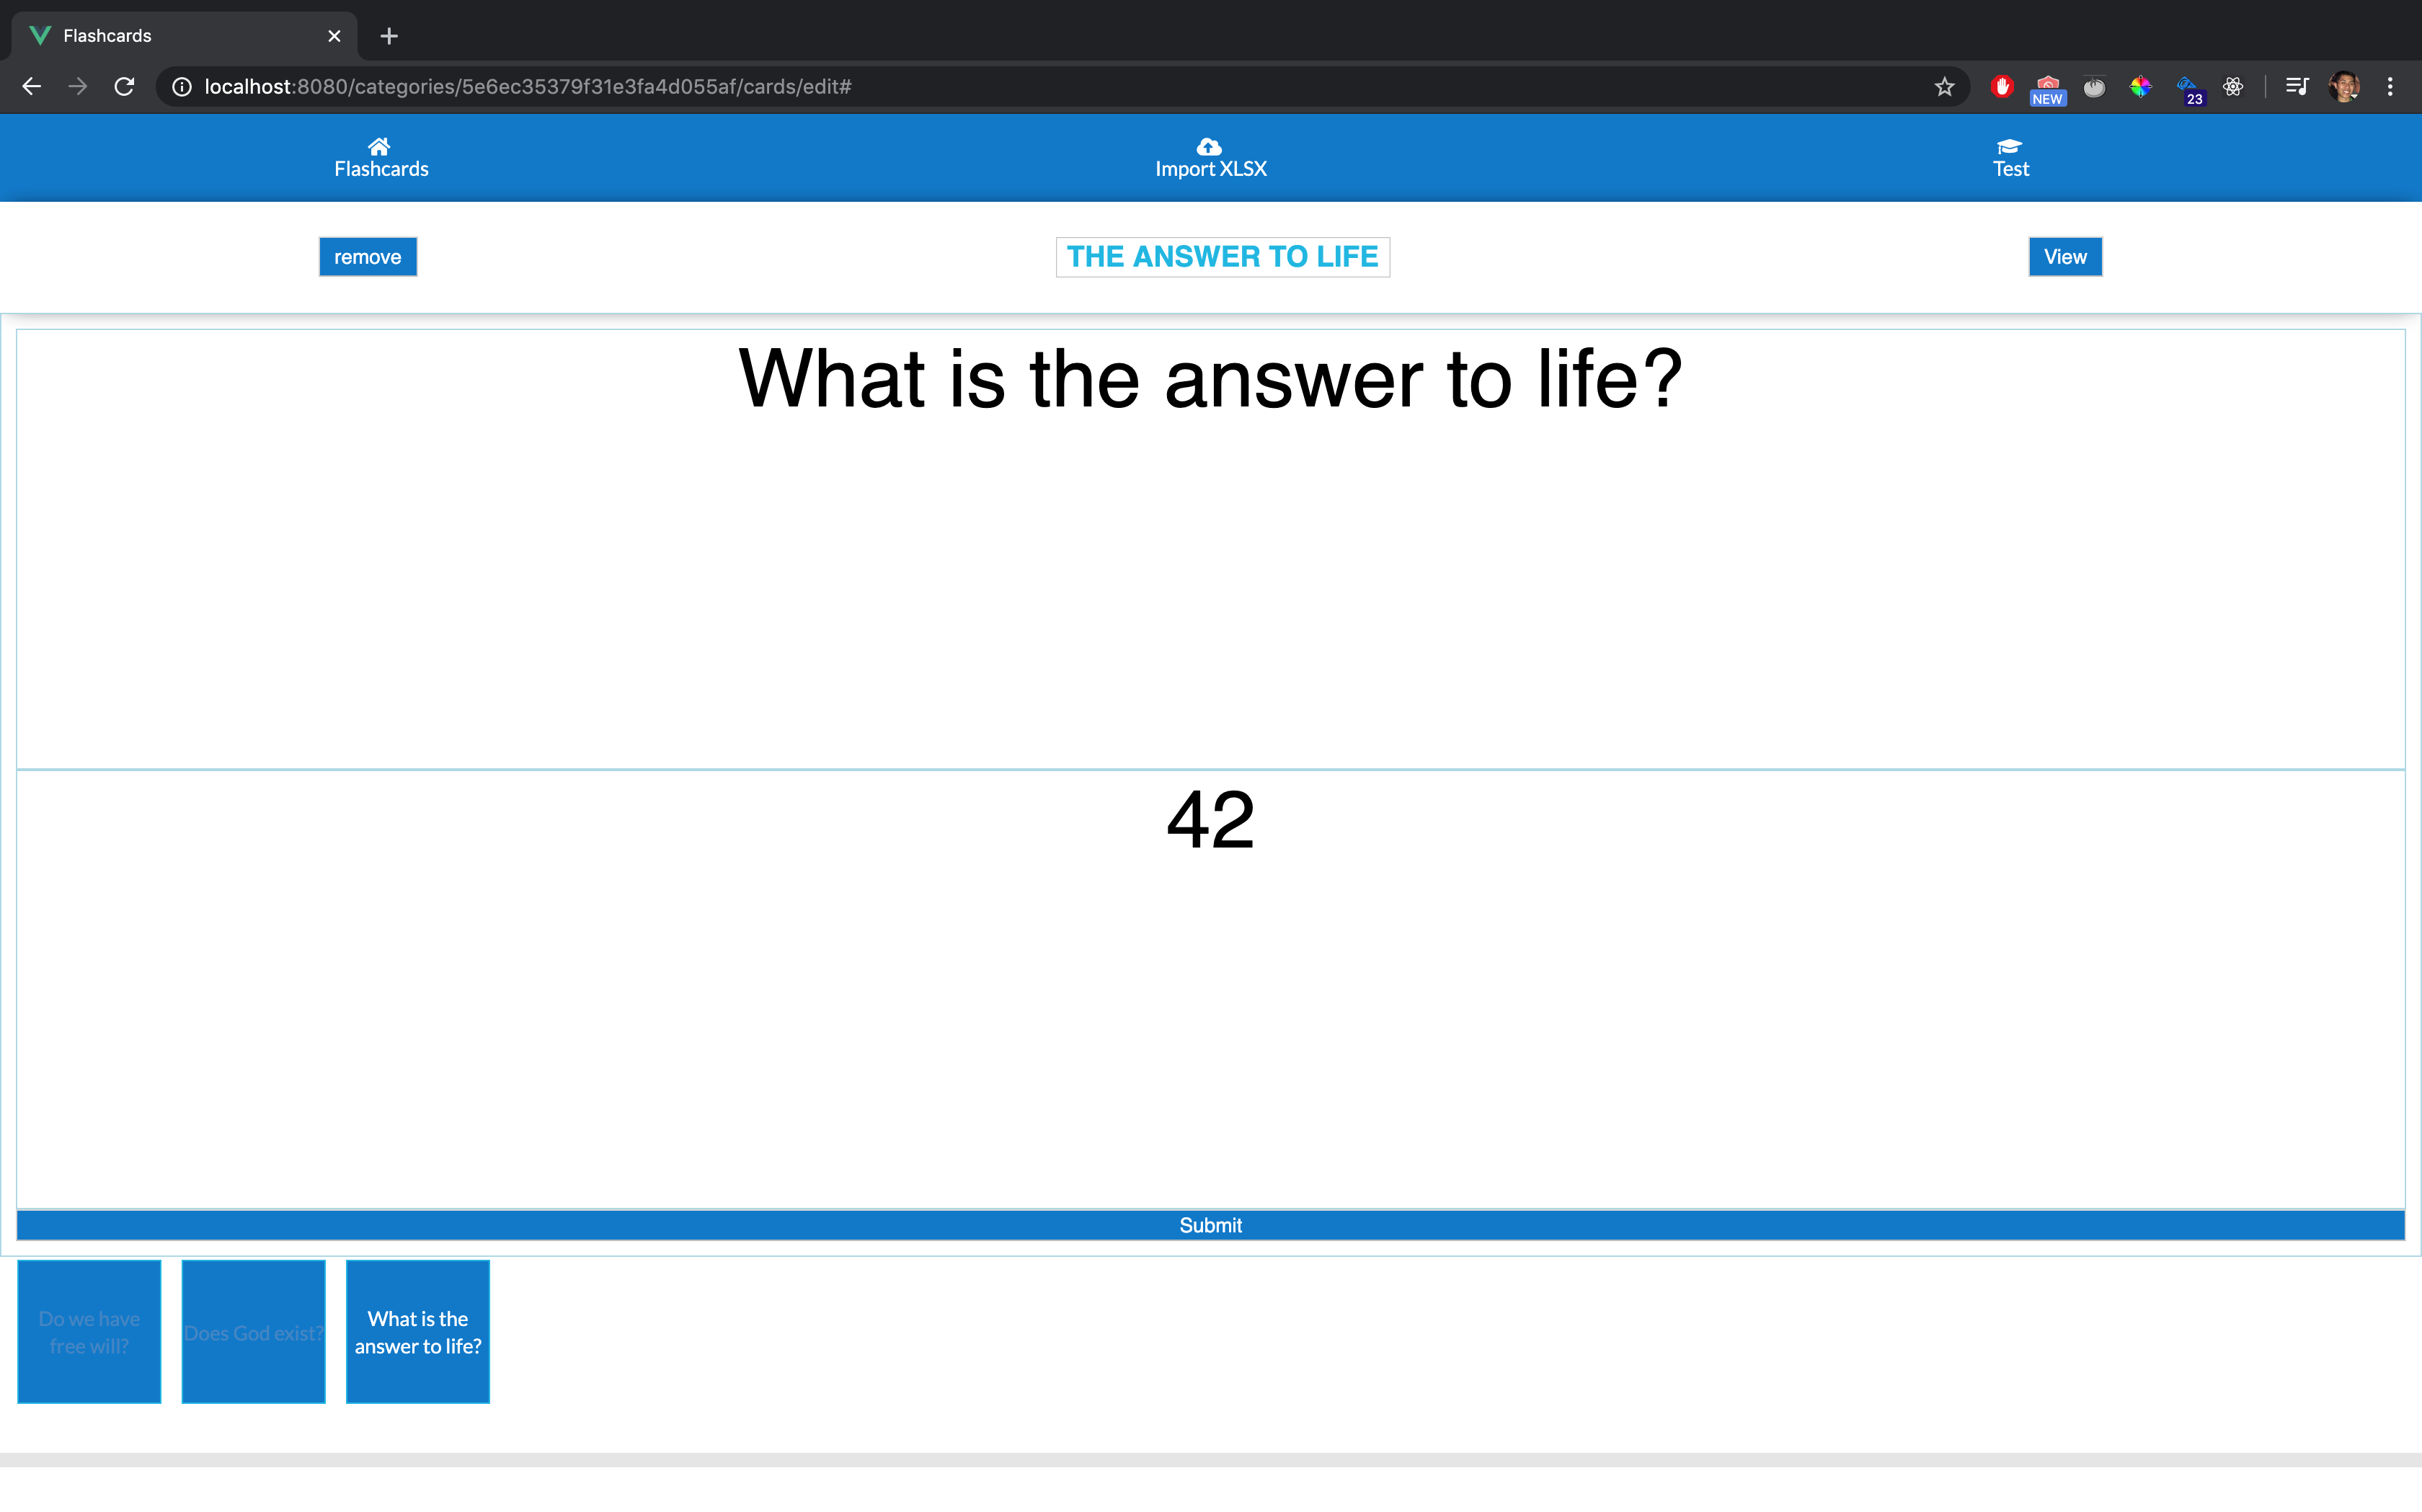 Flashcards
localhost:8080/categories/5e6ec35379f31e3fa4d055af/cards/edit#
NEW
23
Flashcards
Import XLSX
Test
remove
THE ANSWER TO LIFE
View
What is the answer to life?
42
Submit
Do we have
free will?
Does God exist?
What is the
answer to life?